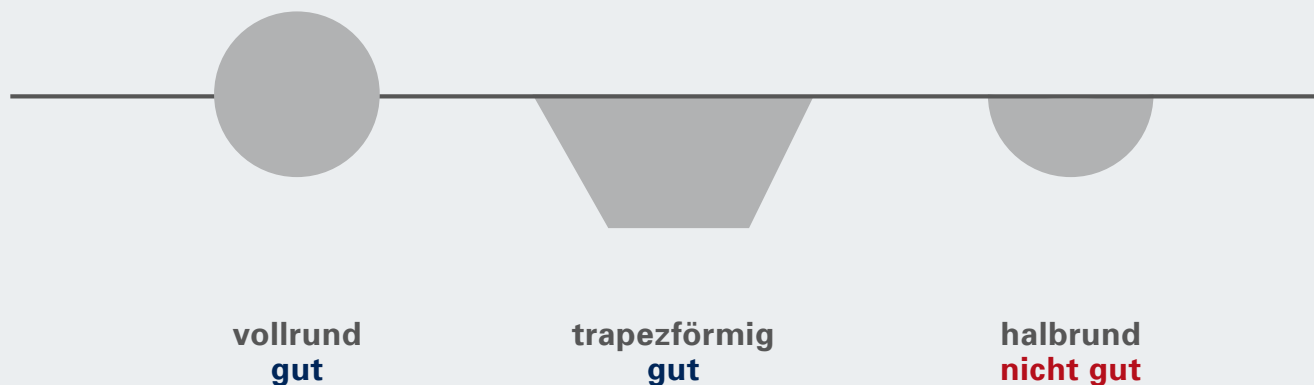 vollrund
gut
trapezförmig
gut
halbrund
nicht gut